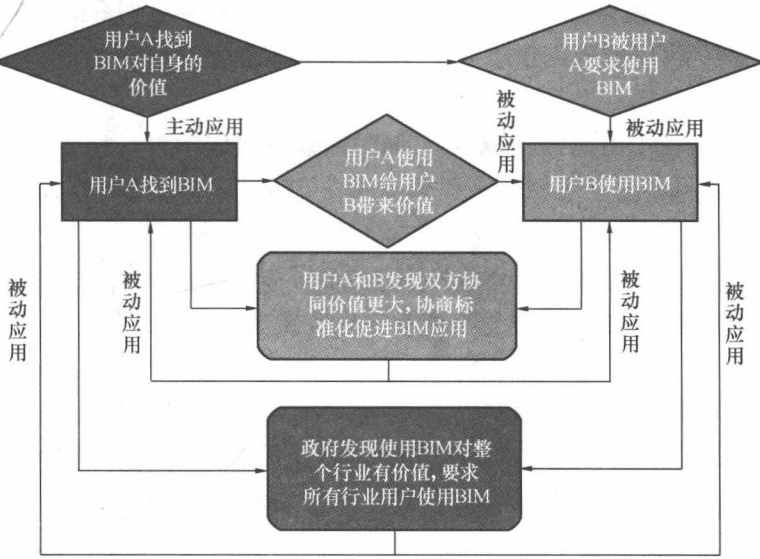 用户A找到
BIM对自身的
价值
用户B被用户
A要求使用
BIM
主动应用
被动应用
被动应用
用户A找到BIM
用户A使用
BIM给用户
B带来价值
用户B使用BIM
被动应用
被动应用
用户A和B发现双方协
同价值更大，协商标
准化促进BIM应用
被动应用
被动应用
政府发现使用BIM对整
个行业有价值，要求
所有行业用户使用BIM